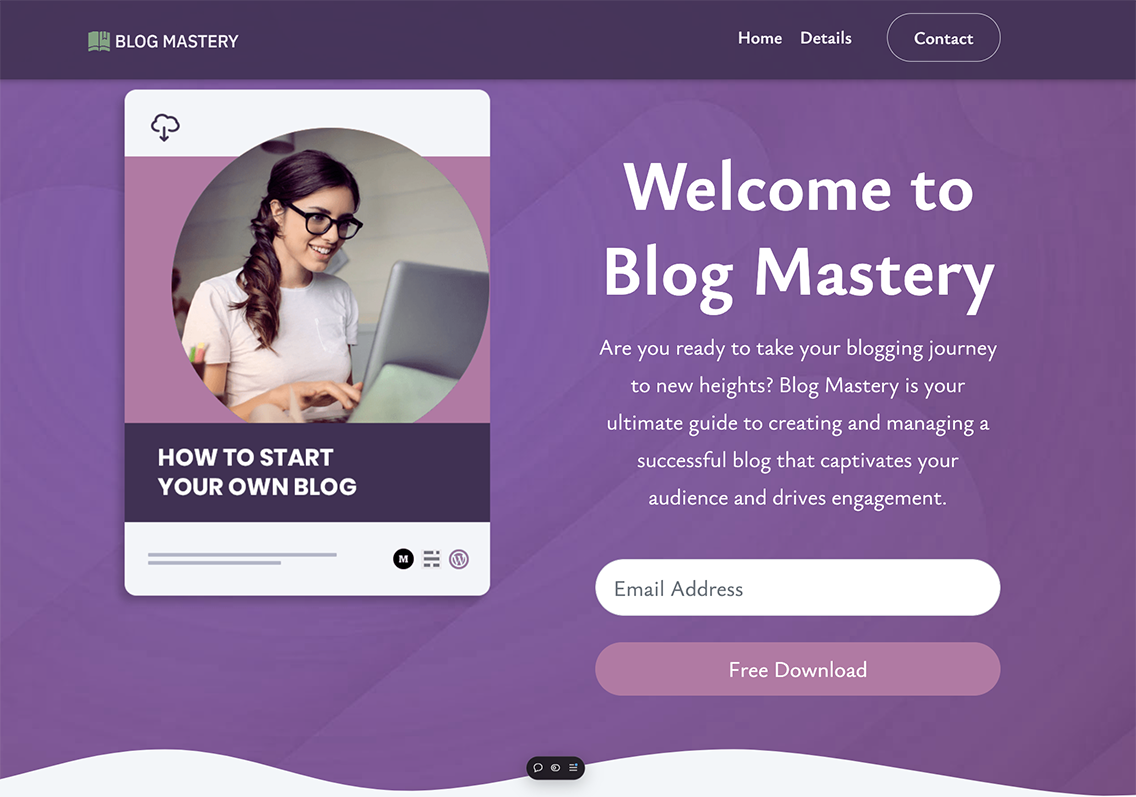 BLOG MASTERY
Home Details Contact
Welcome to
Blog Mastery
Are you ready to take your blogging journey
to new heights? Blog Mastery is your
ultimate guide to creating and managing a
successful blog that captivates your
audience and drives engagement.
Email Address
Free Download
HOW TO START
YOUR OWN BLOG
M